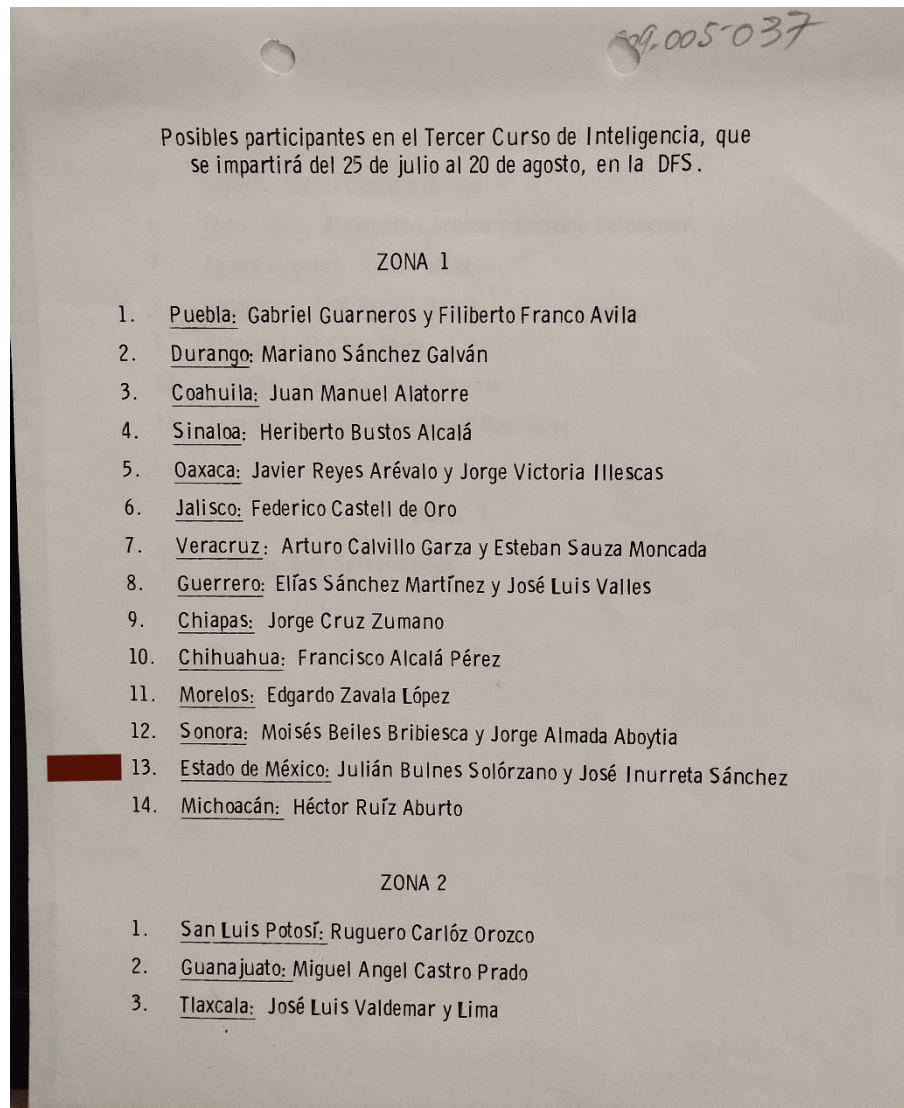 005-037
Posibles participantes en el Tercer Curso de Inteligencia, que
se impartirá del 25 de julio al 20 de agosto, en la DFS.
ZONA 1
1. Puebla: Gabriel Guarneros y Filiberto Franco Avila
2. Durango: Mariano Sánchez Galván
3. Coahuila: Juan Manuel Alatorre
4. Sinaloa: Heriberto Bustos Alcalá
5. Oaxaca: Javier Reyes Arévalo y Jorge Victoria Illescas
6. Jalisco: Federico Castell de Oro
7. Veracruz: Arturo Calvillo Garza y Esteban Sauza Moncada
8. Guerrero: Elías Sánchez Martínez y José Luis Valles
9. Chiapas: Jorge Cruz Zumano
10. Chihuahua: Francisco Alcalá Pérez
11. Morelos: Edgardo Zavala López
12. Sonora: Moisés Beiles Bribiesca y Jorge Almada Aboytia
13. Estado de México: Julián Bulnes Solórzano y José Inurreta Sánchez
14. Michoacán: Héctor Ruíz Aburto
ZONA 2
1. San Luis Potosí: Ruguero Carlóz Orozco
2. Guanajuato: Miguel Angel Castro Prado
3. Tlaxcala: José Luis Valdemar y Lima